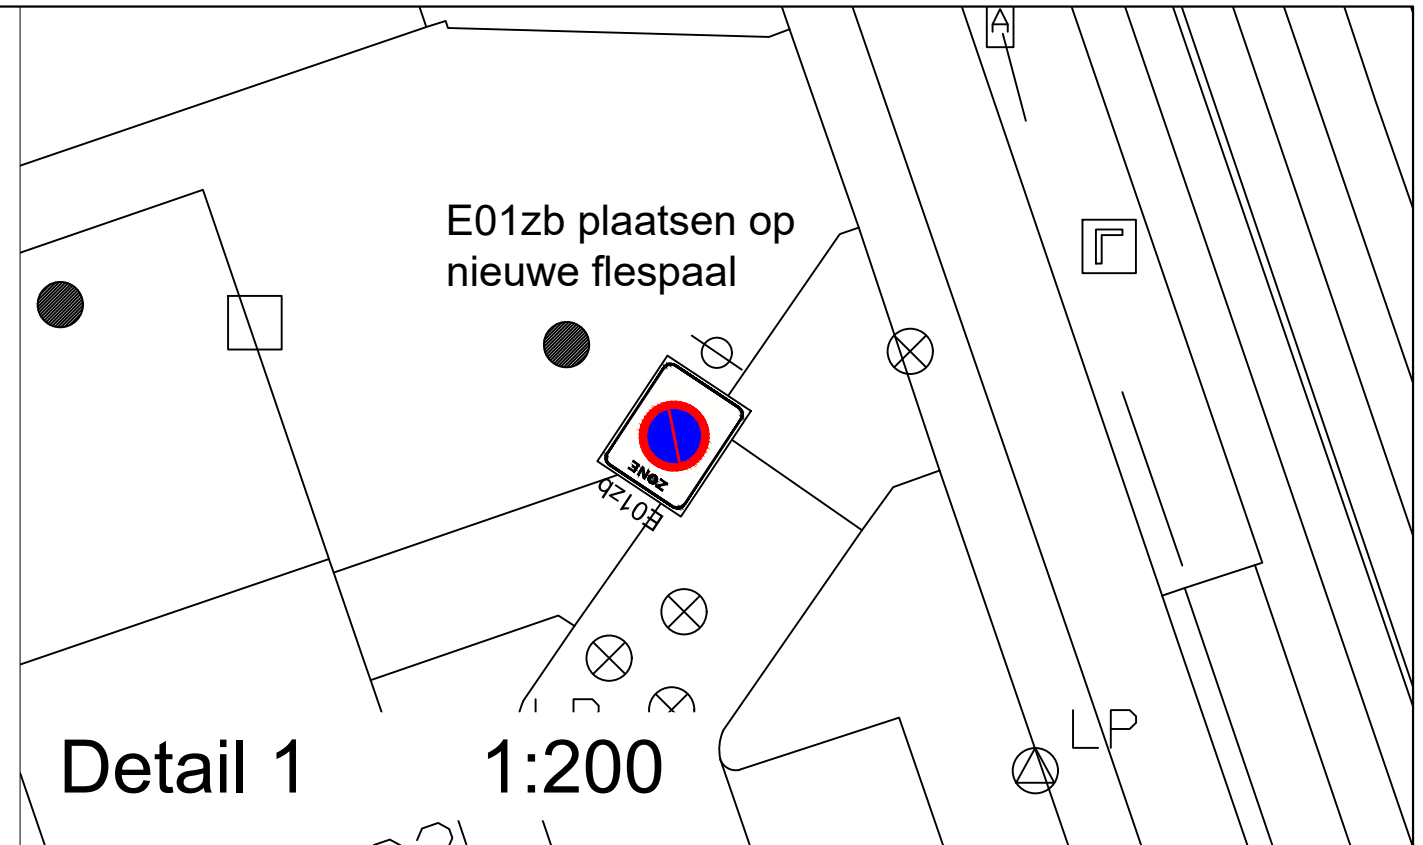 A
E01zb plaatsen op
nieuwe flespaal
ZONE
E01zb
LP
Detail 1 1:200